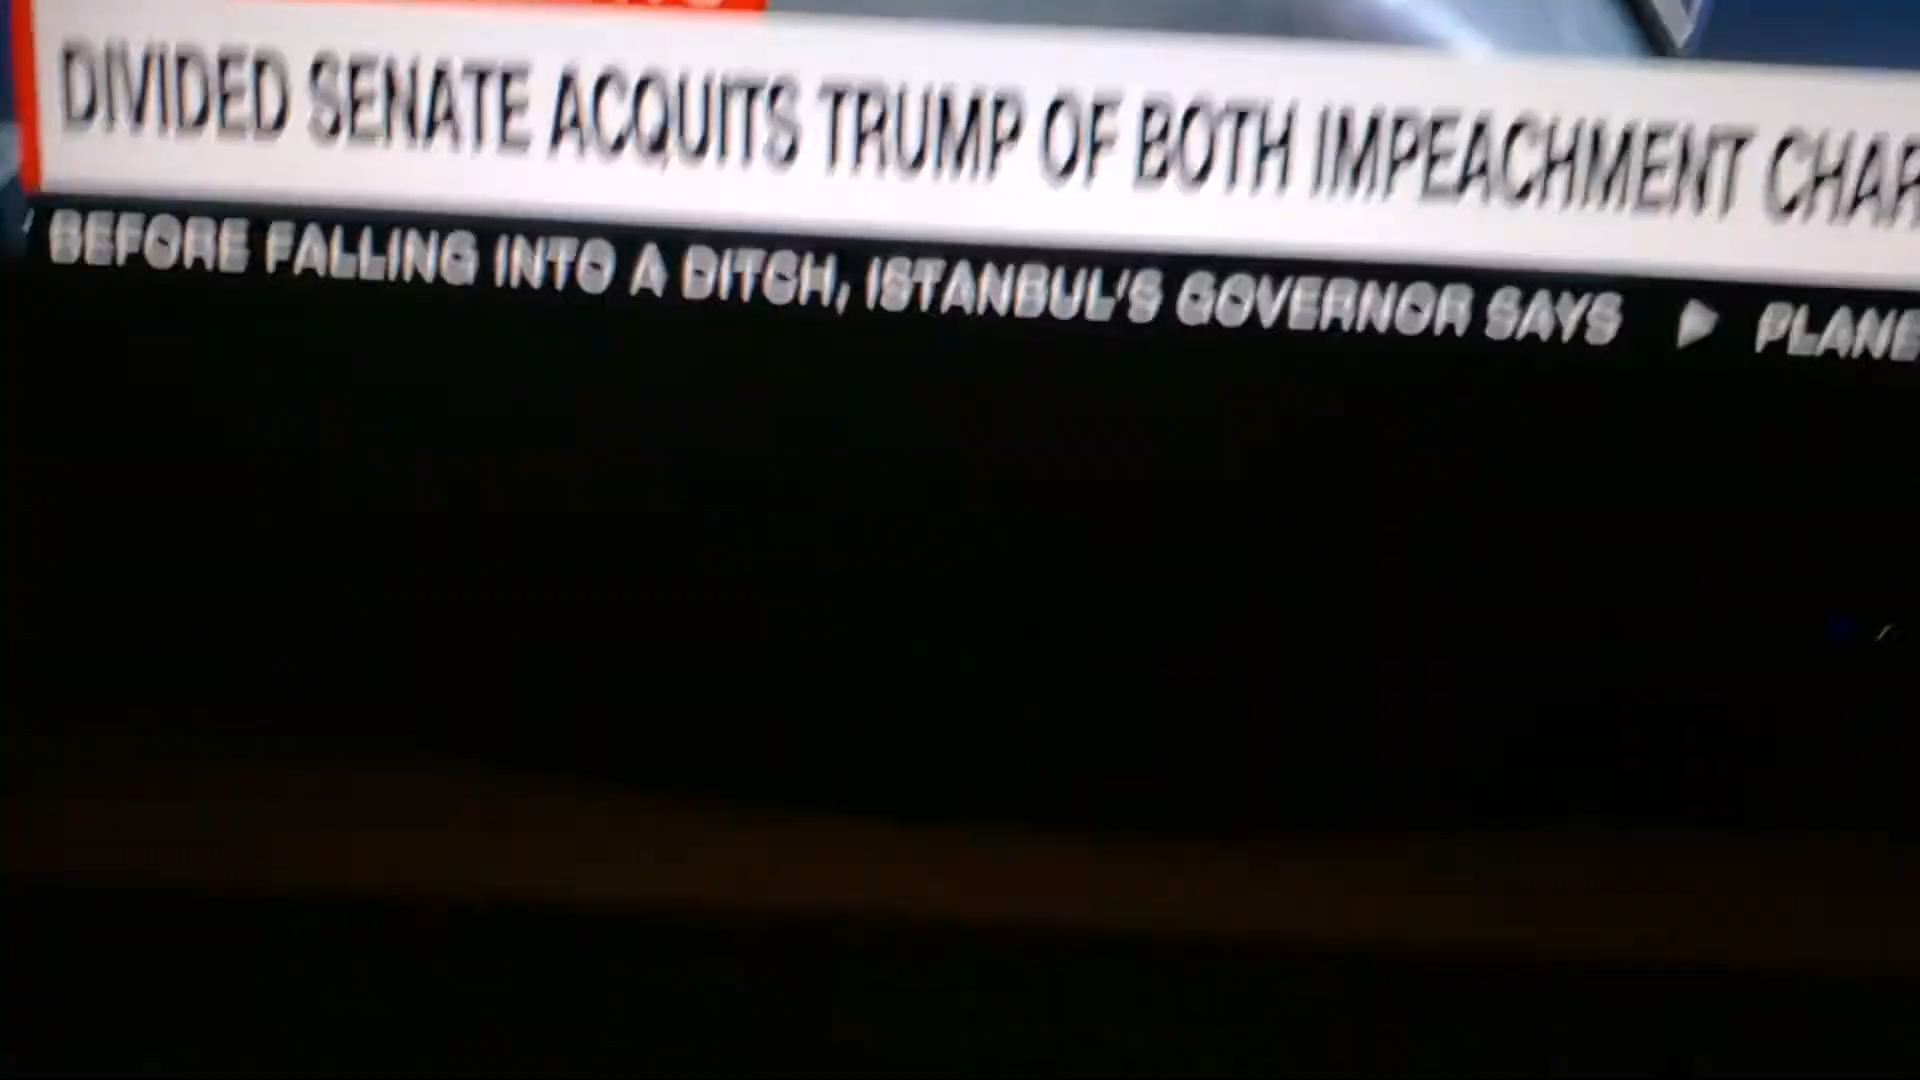 DIVIDED SENATE ACQUITS TRUMP OF BOTH IMPEACHMENT CHAR
BEFORE FALLING INTO A DITCH, ISTANBUL'S GOVERNOR SAYS ▶ PLANE